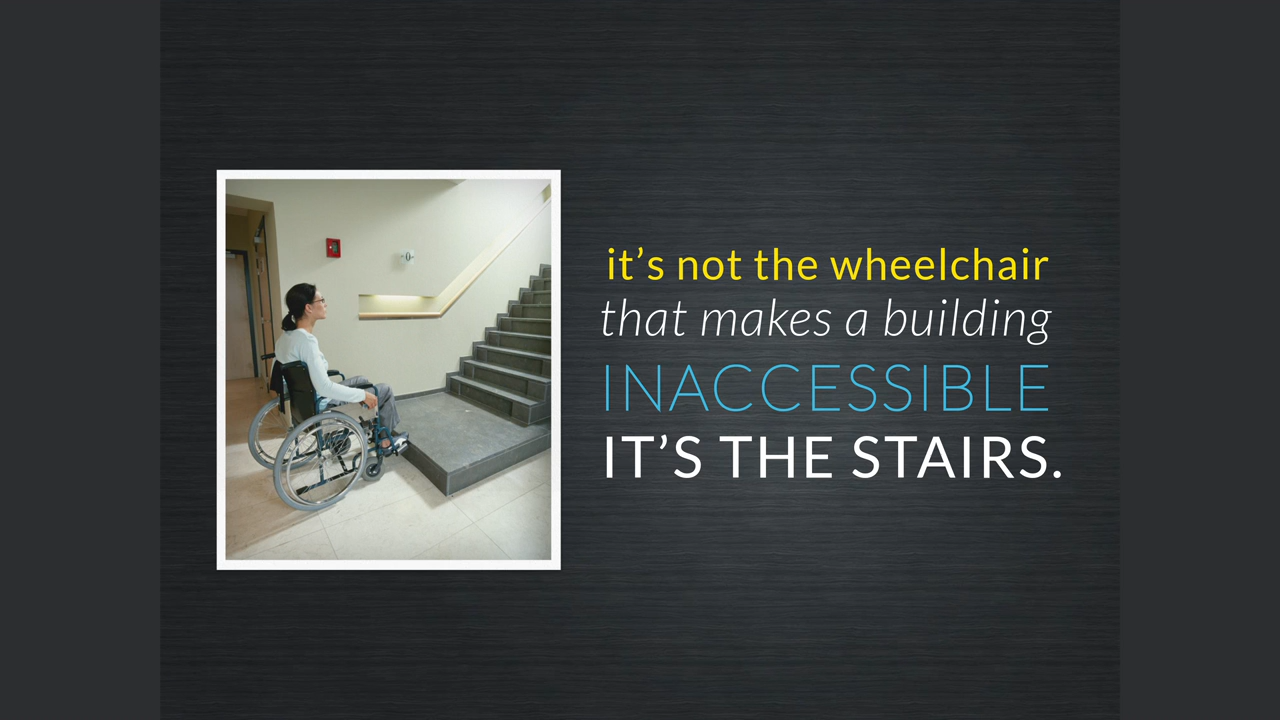 it’s not the wheelchair
that makes a building
INACCESSIBLE
IT’S THE STAIRS.